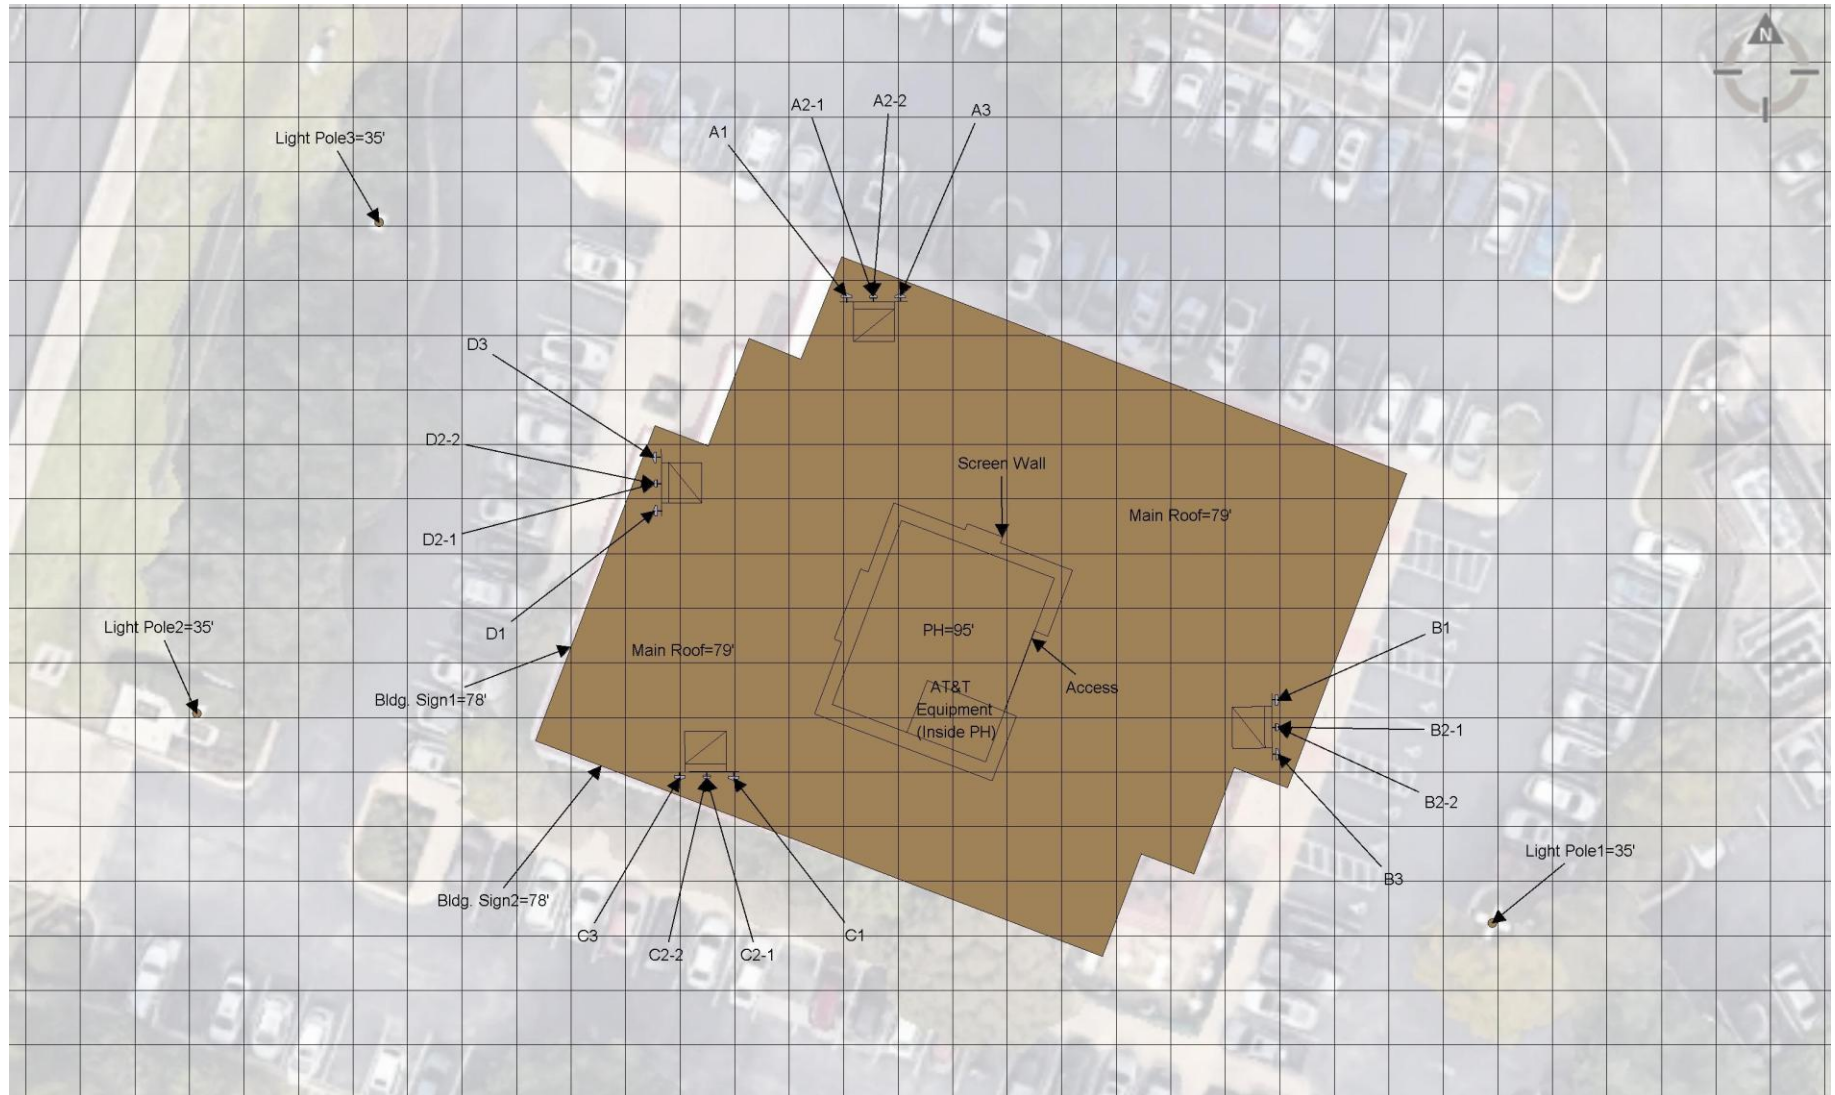 N
A2-1
A2-2
A3
A1
Light Pole3=35'
D3
D2-2
Screen Wall
Main Roof=79'
D2-1
Light Pole2=35'
D1
PH=95'
B1
Main Roof=79'
Bldg. Sign1=78'
AT&T
Equipment
(Inside PH)
Access
B2-1
B2-2
Light Pole1=35'
B3
Bldg. Sign2=78'
C3
C2-2
C2-1
C1